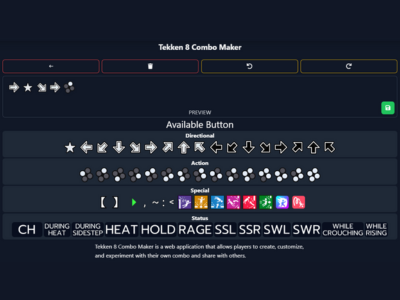 Tekken 8 Combo Maker
PREVIEW
Available Button
Directional
Action
Special
[ ] , ~ : <
Status
CH DURING HEAT DURING SIDESTEP HEAT HOLD RAGE SSL SSR SWL SWR WHILE CROUCHING WHILE RISING
Tekken 8 Combo Maker is a web application that allows players to create, customize,
and experiment with their own combo and share with others.